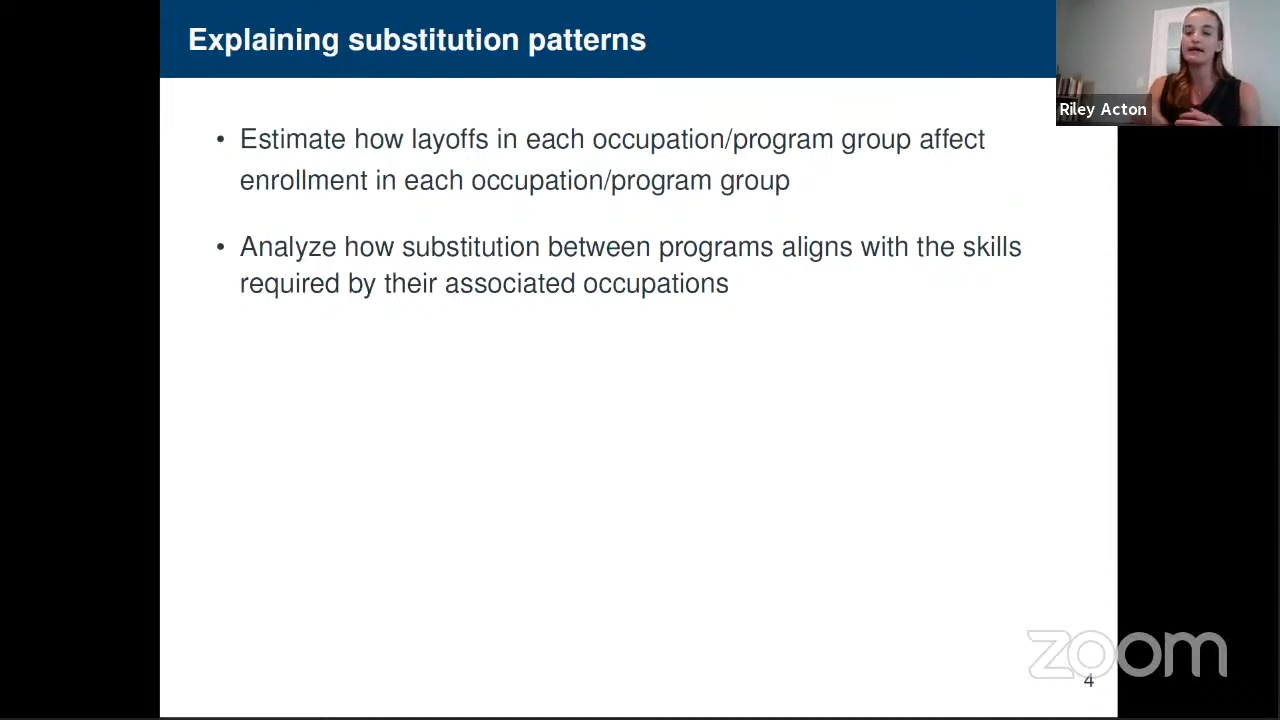 Explaining substitution patterns
Riley Acton
• Estimate how layoffs in each occupation/program group affect
enrollment in each occupation/program group
• Analyze how substitution between programs aligns with the skills
required by their associated occupations
zoom
4